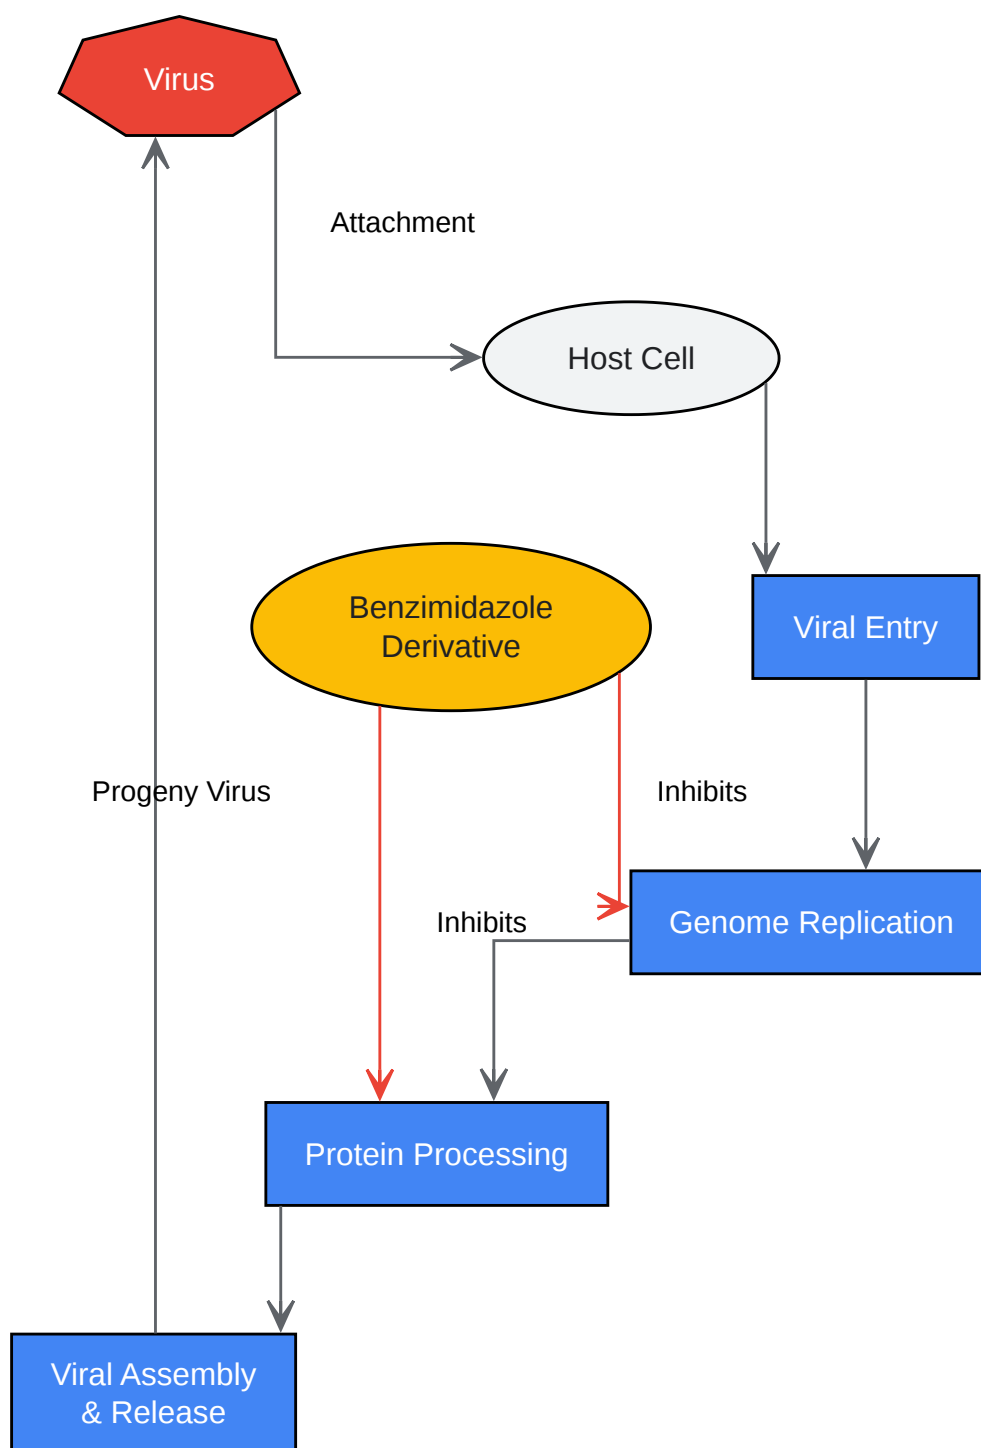 Virus
Attachment
Host Cell
Benzimidazole
Derivative
Viral Entry
Progeny Virus
Inhibits
Inhibits
Genome Replication
Protein Processing
Viral Assembly
& Release